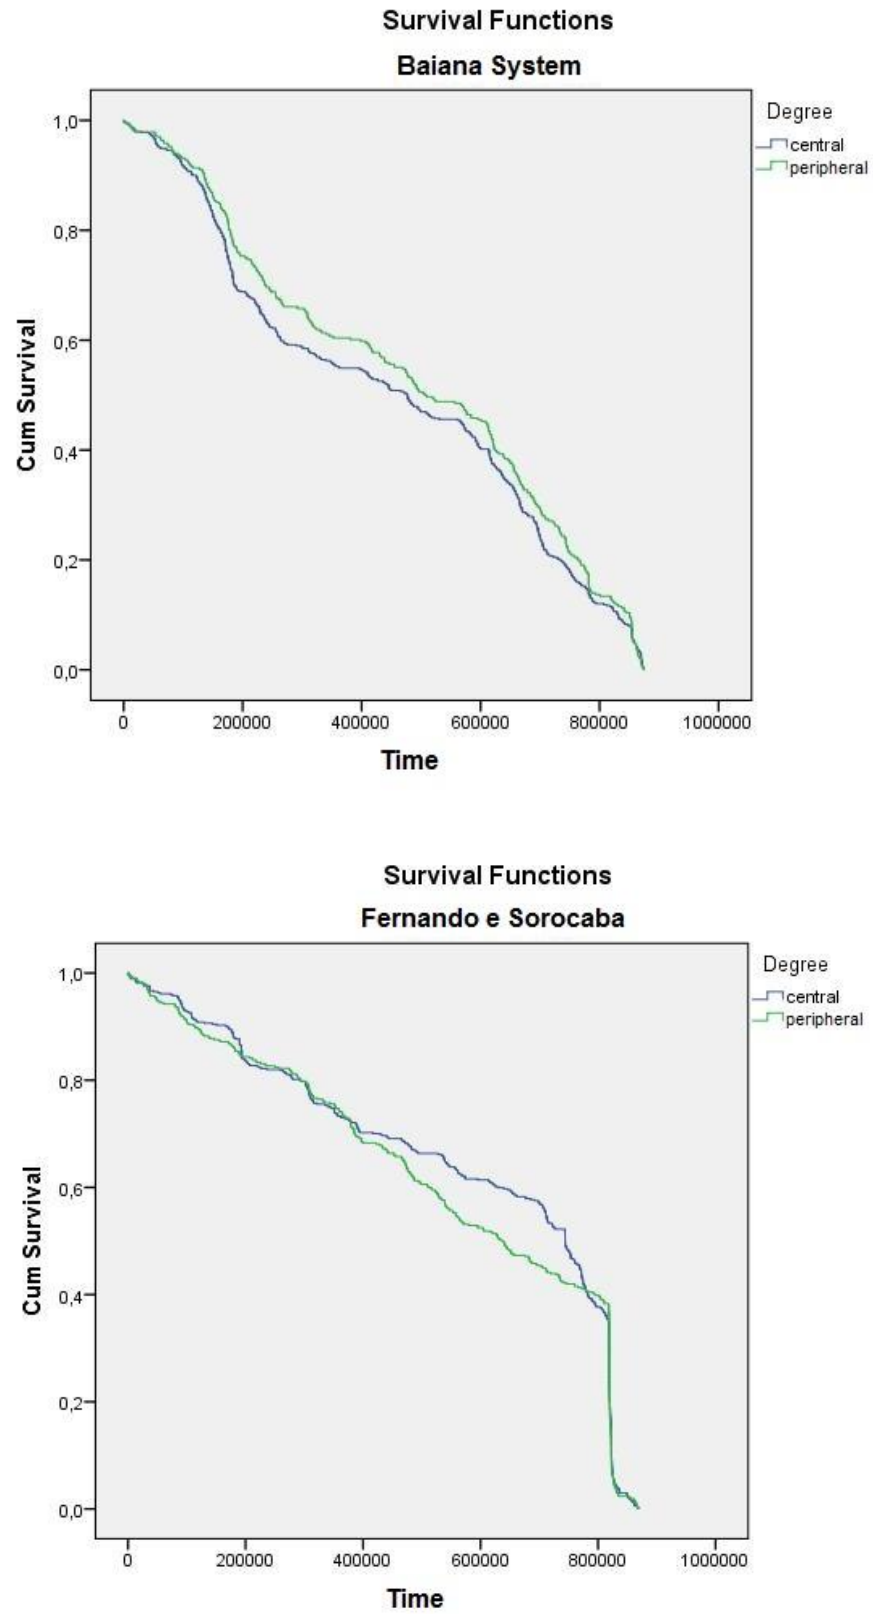 Survival Functions
Baiana System
Degree
central
peripheral
1,0
0,8
0,6
0,4
0,2
0,0
Cum Survival
0 200000 400000 600000 800000 1000000
Time
Survival Functions
Fernando e Sorocaba
Degree
central
peripheral
1,0
0,8
0,6
0,4
0,2
0,0
Cum Survival
0 200000 400000 600000 800000 1000000
Time